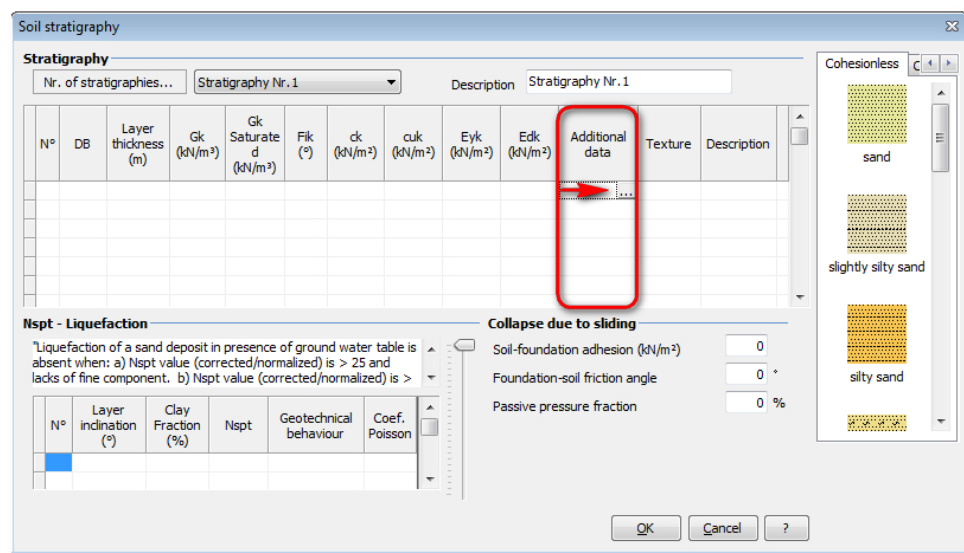 Soil stratigraphy
Stratigraphy
Nr. of stratigraphies... Stratigraphy Nr.1 Description Stratigraphy Nr.1
N° DB Layer thickness (m) Gk (kN/m³) Gk Saturate d (kN/m³) Fik (°) ck (kN/m²) cuk (kN/m²) Eyk (kN/m²) Edk (kN/m²) Additional data Texture Description
...
Cohesionless C
sand
slightly silty sand
silty sand
Nspt - Liquefaction
"Liquefaction of a sand deposit in presence of ground water table is
absent when: a) Nspt value (corrected/normalized) is > 25 and
lacks of fine component. b) Nspt value (corrected/normalized) is >
N° Layer inclination (°) Clay Fraction (%) Nspt Geotechnical behaviour Coef. Poisson
Collapse due to sliding
Soil-foundation adhesion (kN/m²) 0
Foundation-soil friction angle 0 °
Passive pressure fraction 0 %
OK Cancel ?